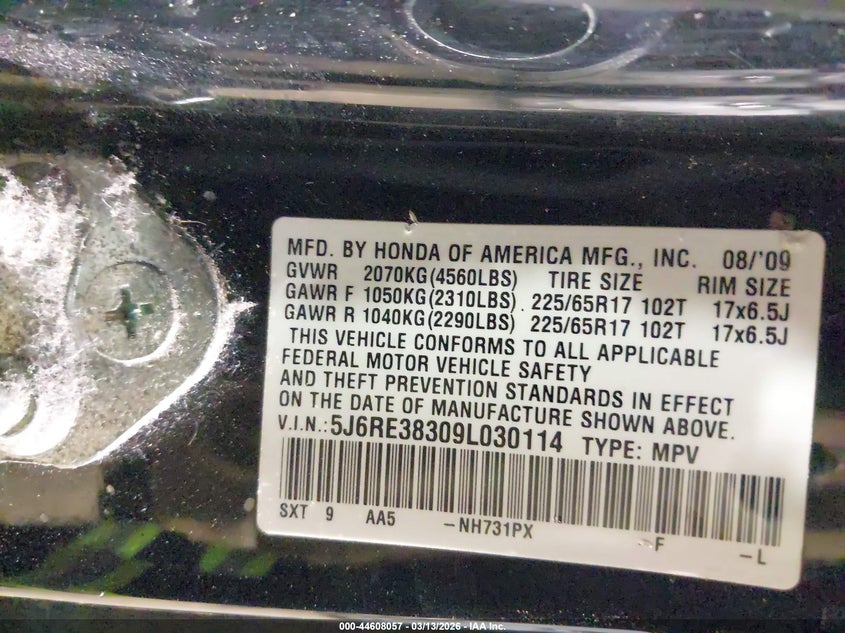 MFD. BY HONDA OF AMERICA MFG., INC. 08/'09
GVWR 2070KG(4560LBS) TIRE SIZE RIM SIZE
GAWR F 1050KG(2310LBS) 225/65R17 102T 17x6.5J
GAWR R 1040KG(2290LBS) 225/65R17 102T 17x6.5J
THIS VEHICLE CONFORMS TO ALL APPLICABLE
FEDERAL MOTOR VEHICLE SAFETY
AND THEFT PREVENTION STANDARDS IN EFFECT
ON THE DATE OF MANUFACTURE SHOWN ABOVE.
V.I.N.: 5J6RE38309L030114 TYPE: MPV
SXT 9 AA5 -NH731PX -F -L
000-44608057 - 03/13/2026 - IAA Inc.